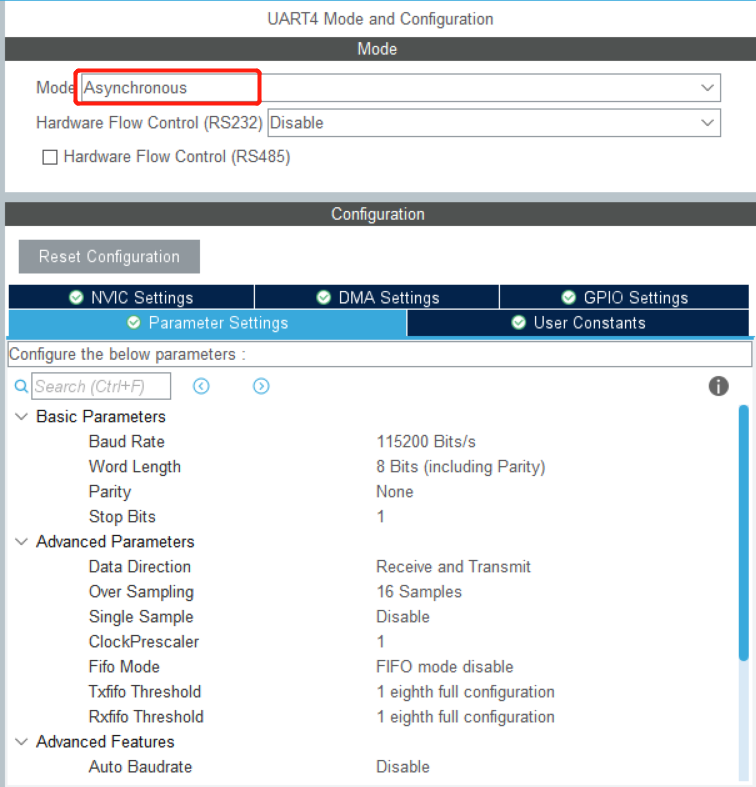 UART4 Mode and Configuration
Mode
Mode Asynchronous
Hardware Flow Control (RS232) Disable
Hardware Flow Control (RS485)
Configuration
Reset Configuration
NVIC Settings DMA Settings GPIO Settings
Parameter Settings User Constants
Configure the below parameters :
Search (Ctrl+F)
Basic Parameters
Baud Rate 115200 Bits/s
Word Length 8 Bits (including Parity)
Parity None
Stop Bits 1
Advanced Parameters
Data Direction Receive and Transmit
Over Sampling 16 Samples
Single Sample Disable
ClockPrescaler 1
Fifo Mode FIFO mode disable
Txfifo Threshold 1 eighth full configuration
Rxfifo Threshold 1 eighth full configuration
Advanced Features
Auto Baudrate Disable